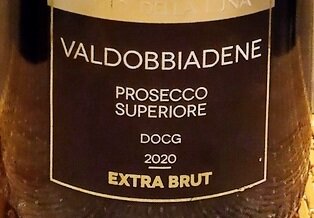 VALDOBBIADENE
PROSECCO
SUPERIORE
DOCG
2020
EXTRA BRUT